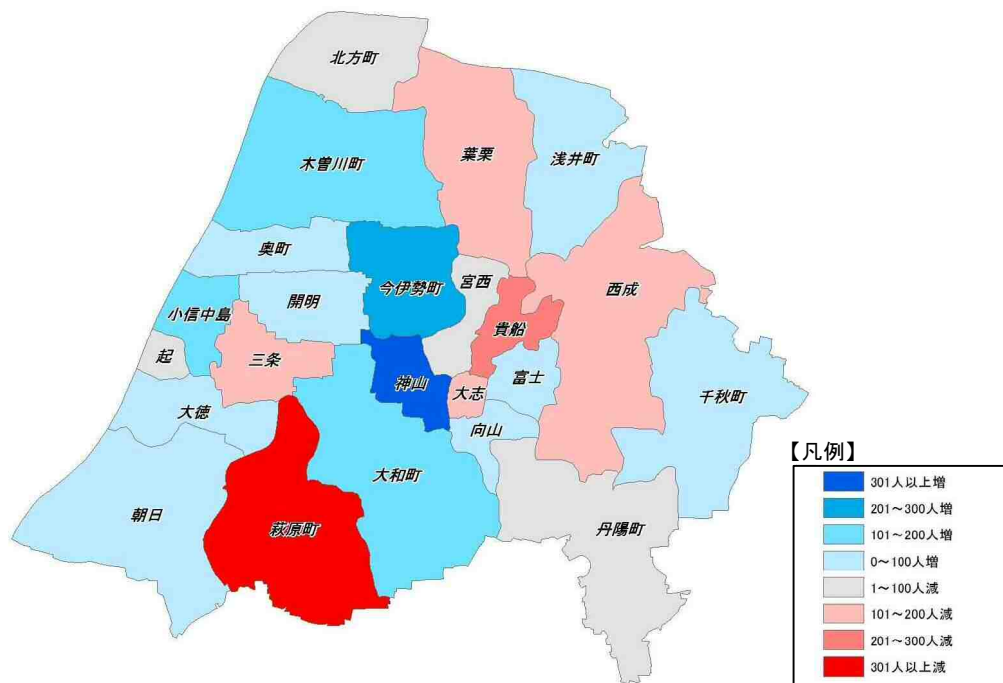 北方町
木曽川町
葉栗
浅井町
奥町
今伊勢町
宮西
西成
小信中島
開明
貴船
起
三条
神山
大志
富士
千秋町
大徳
向山
大和町
朝日
萩原町
丹陽町
【凡例】
301人以上増
201～300人増
101～200人増
0～100人増
1～100人減
101～200人減
201～300人減
301人以上減